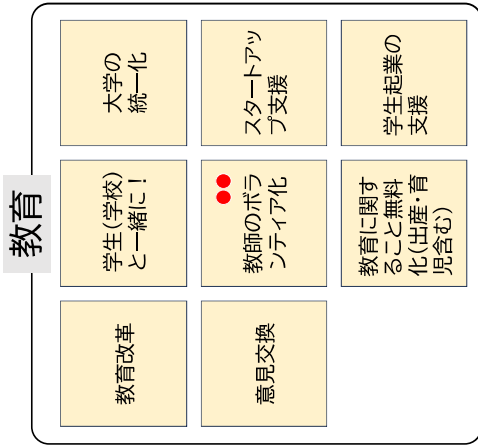 教育
教育改革
学生（学校）
と一緒に！
大学の
統一化
意見交換
教師のボラ
ンティア化
スタートアッ
プ支援
教育に関す
ること無料
化（出産・育
児含む）
学生起業の
支援